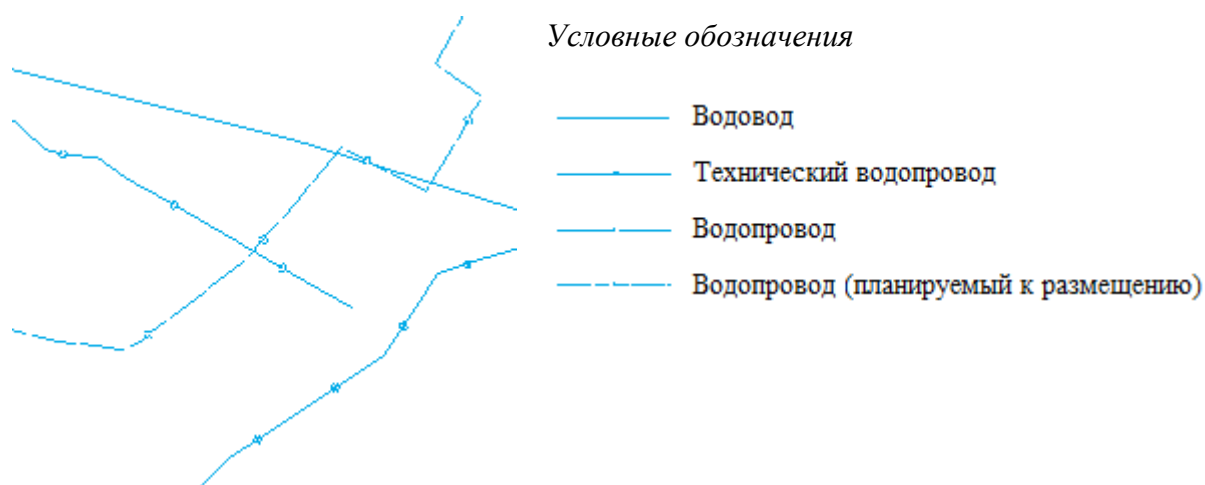 Условные обозначения
Водовод
Технический водопровод
Водопровод
Водопровод (планируемый к размещению)